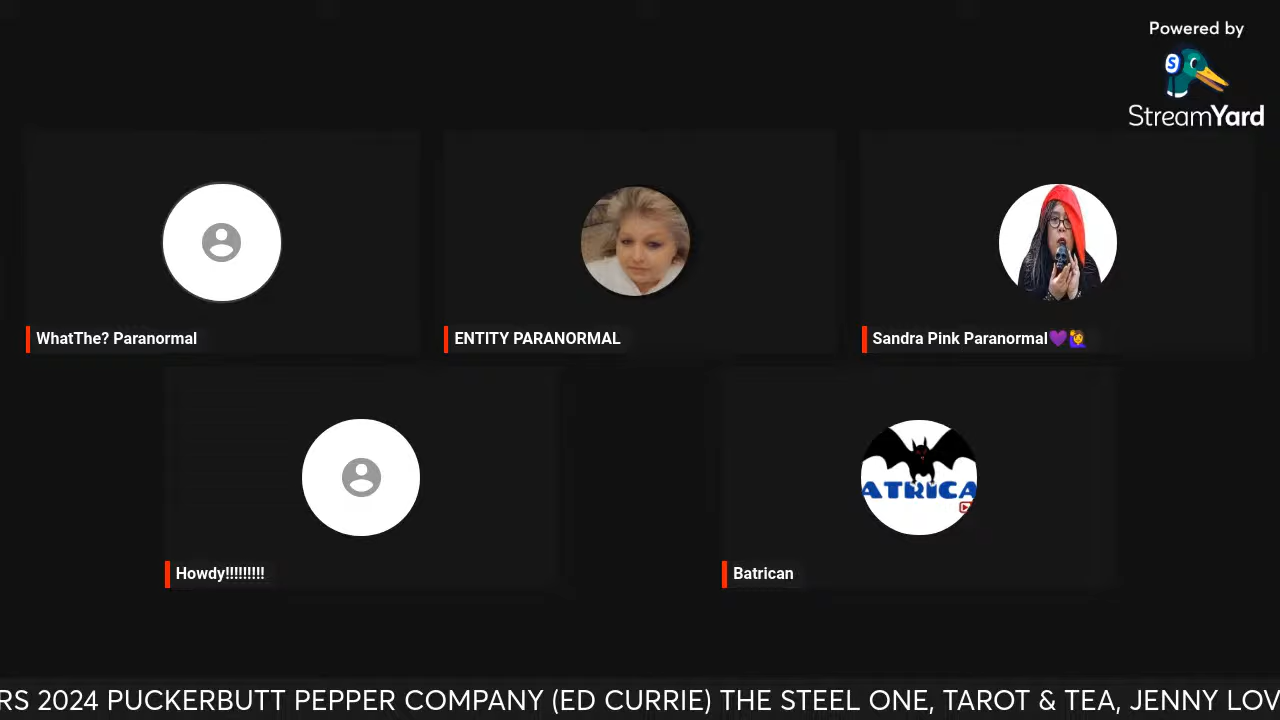 Powered by
S
StreamYard
WhatThe? Paranormal
ENTITY PARANORMAL
Sandra Pink Paranormal💜🙋‍♀️
Howdy!!!!!!!!!
ATRICA
Batrican
RS 2024 PUCKERBUTT PEPPER COMPANY (ED CURRIE) THE STEEL ONE, TAROT & TEA, JENNY LOV